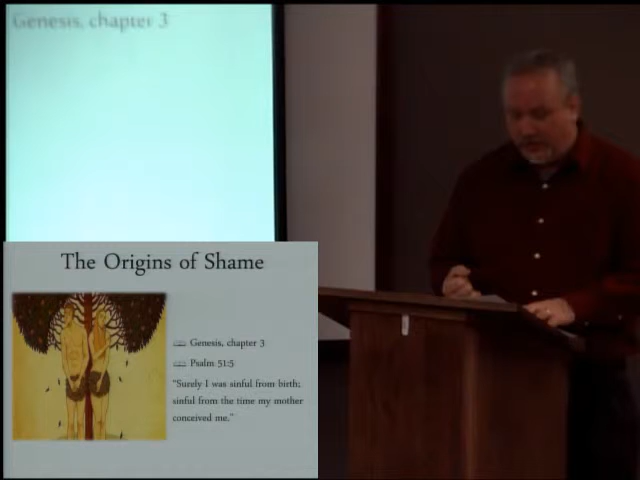 Genesis, chapter 3
The Origins of Shame
Genesis, chapter 3
Psalm 51:5
"Surely I was sinful from birth;
sinful from the time my mother
conceived me."